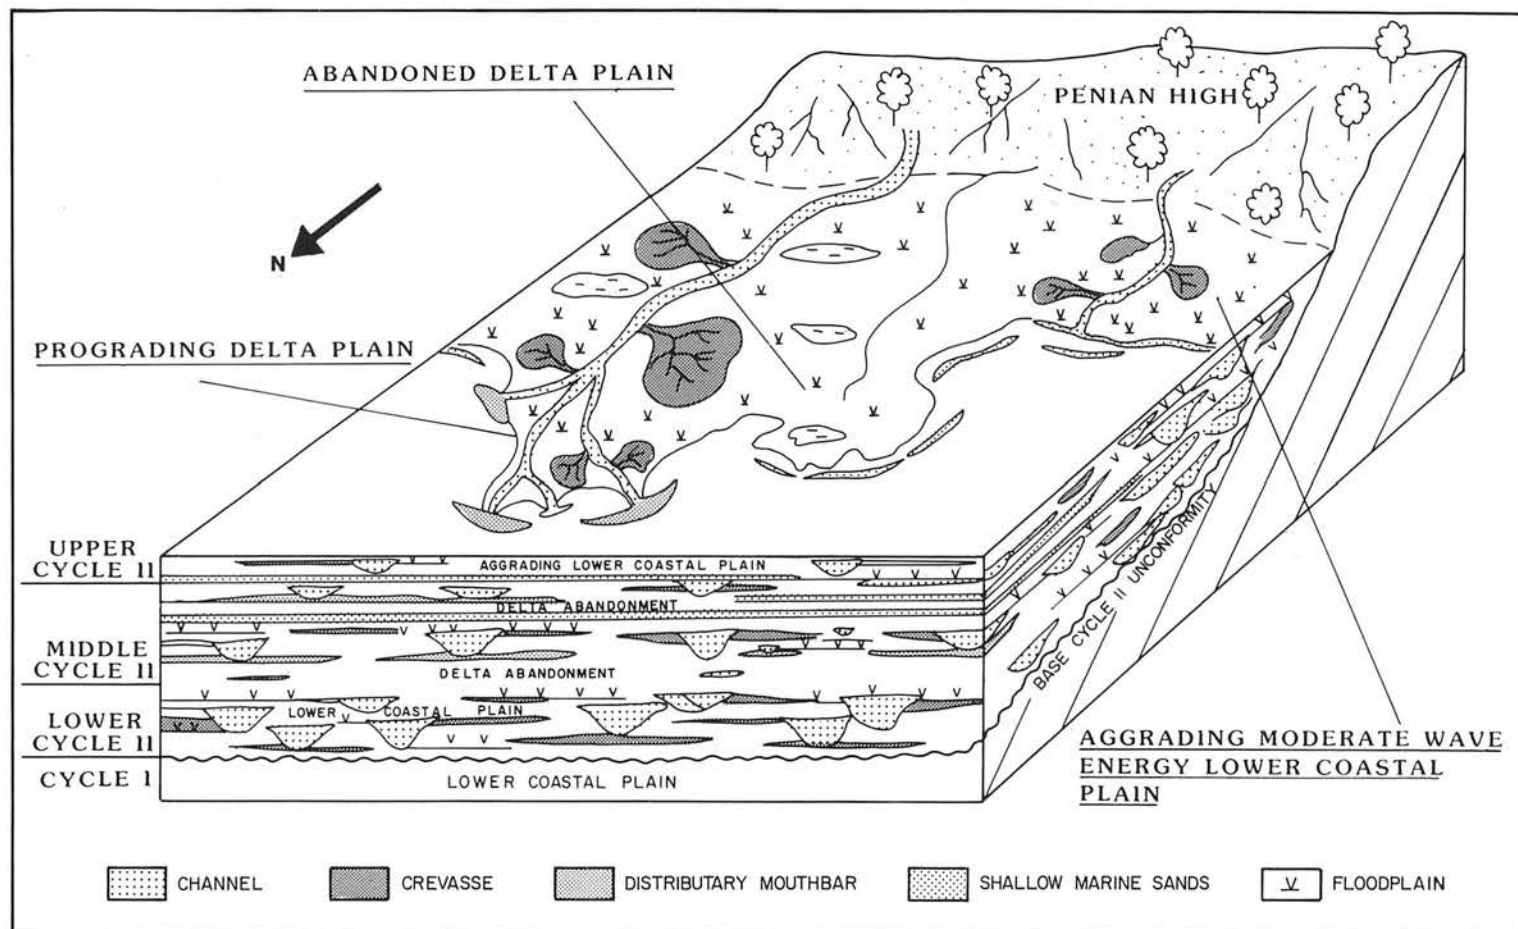 ABANDONED DELTA PLAIN
PENIAN HIGH
N
PROGRADING DELTA PLAIN
UPPER
CYCLE II
AGGRADING LOWER COASTAL PLAIN
DELTA ABANDONMENT
MIDDLE
CYCLE II
DELTA ABANDONMENT
LOWER
CYCLE II
LOWER COASTAL PLAIN
CYCLE I
LOWER COASTAL PLAIN
BASE CYCLE II UNCONFORMITY
AGGRADING MODERATE WAVE
ENERGY LOWER COASTAL
PLAIN
CHANNEL
CREVASSE
DISTRIBUTARY MOUTHBAR
SHALLOW MARINE SANDS
FLOODPLAIN